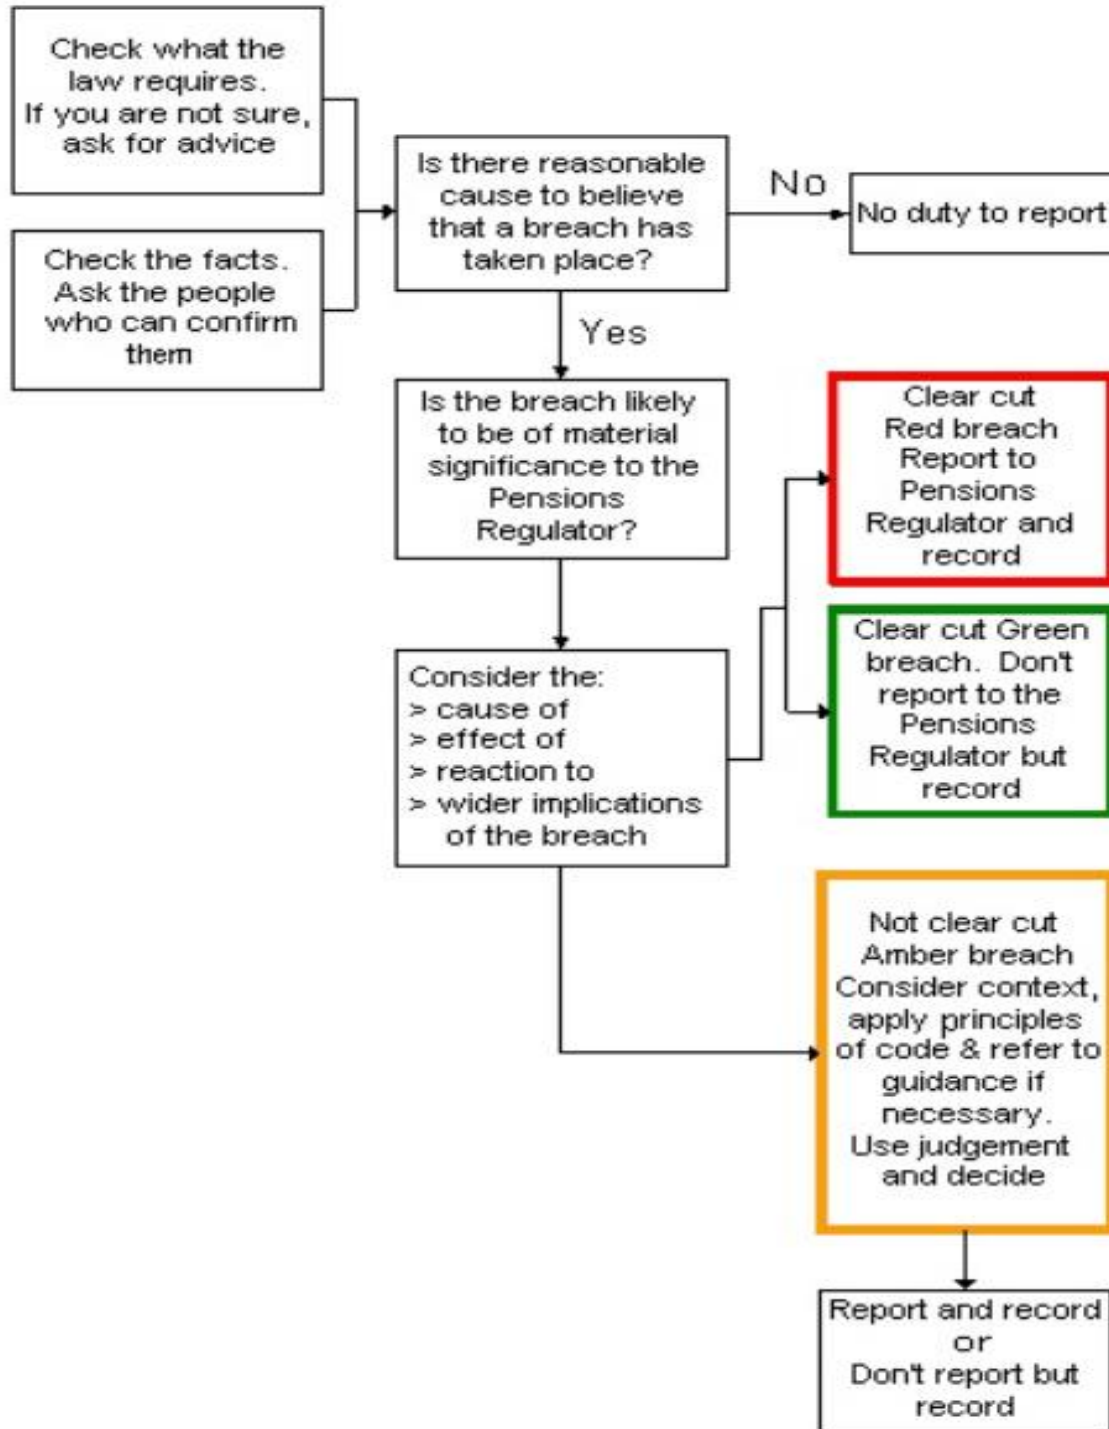 Check what the
law requires.
If you are not sure,
ask for advice
Check the facts.
Ask the people
who can confirm
them
Is there reasonable
cause to believe
that a breach has
taken place?
No
No duty to report
Yes
Is the breach likely
to be of material
significance to the
Pensions
Regulator?
Consider the:
> cause of
> effect of
> reaction to
> wider implications
of the breach
Clear cut
Red breach
Report to
Pensions
Regulator and
record
Clear cut Green
breach. Don't
report to the
Pensions
Regulator but
record
Not clear cut
Amber breach
Consider context,
apply principles
of code & refer to
guidance if
necessary.
Use judgement
and decide
Report and record
or
Don't report but
record